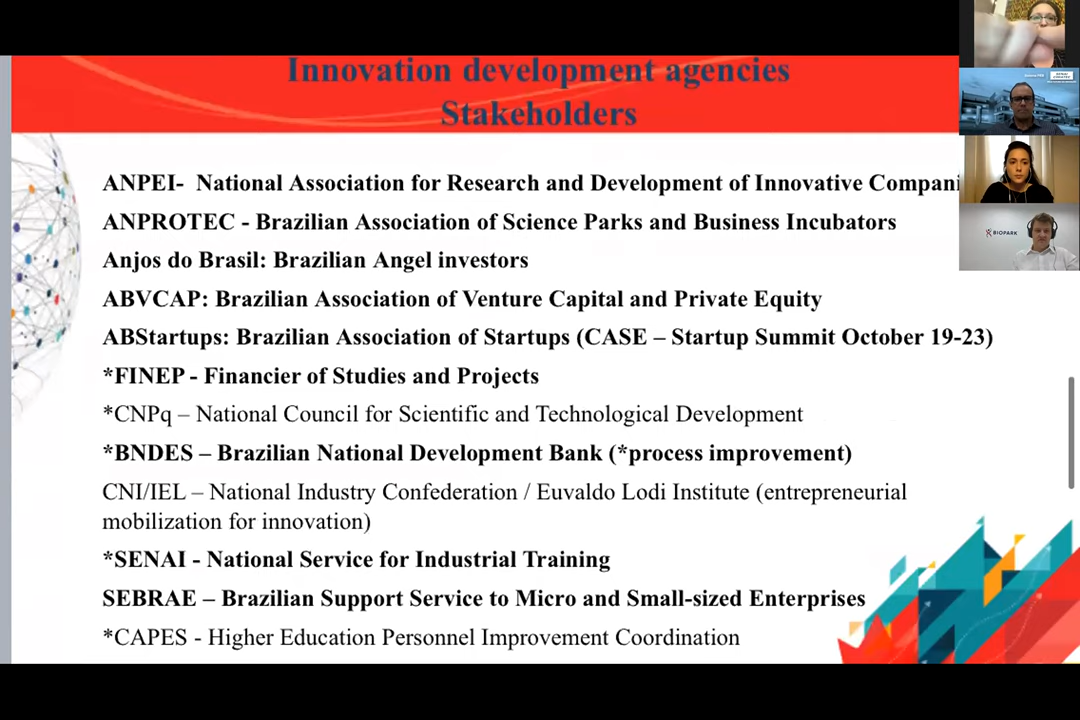 Innovation development agencies
Stakeholders
ANPEI- National Association for Research and Development of Innovative
ANPROTEC - Brazilian Association of Science Parks and Business Incubators
Anjos do Brasil: Brazilian Angel investors
ABVCAP: Brazilian Association of Venture Capital and Private Equity
ABStartups: Brazilian Association of Startups (CASE – Startup Summit October 19-23)
*FINEP - Financier of Studies and Projects
*CNPq – National Council for Scientific and Technological Development
*BNDES – Brazilian National Development Bank (*process improvement)
CNI/IEL – National Industry Confederation / Euvaldo Lodi Institute (entrepreneurial
mobilization for innovation)
*SENAI - National Service for Industrial Training
SEBRAE – Brazilian Support Service to Micro and Small-sized Enterprises
*CAPES - Higher Education Personnel Improvement Coordination
BIOPARK